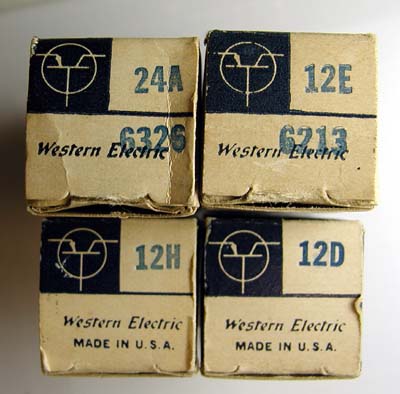 24A
6326
Western Electric
12E
6213
Western Electric
12H
Western Electric
MADE IN U.S.A.
12D
Western Electric
MADE IN U.S.A.